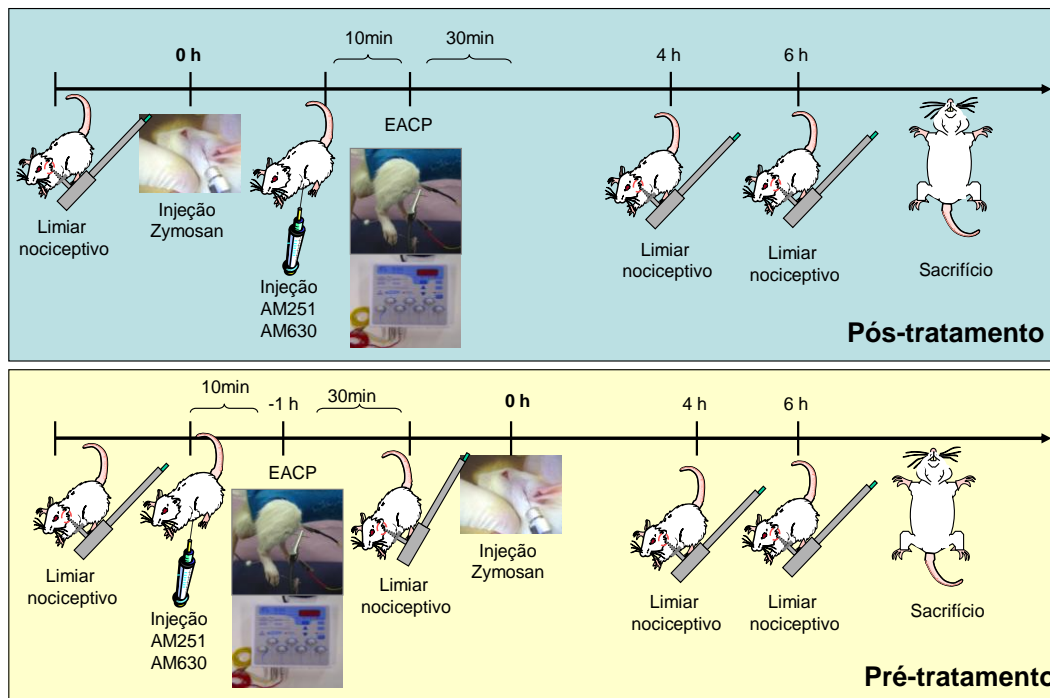 10min
30min
0 h
4 h
6 h
EACP
Limiar
nociceptivo
Injeção
Zymosan
Injeção
AM251
AM630
Limiar
nociceptivo
Limiar
nociceptivo
Sacrifício
Pós-tratamento
10min
-1 h
30min
0 h
4 h
6 h
EACP
Limiar
nociceptivo
Injeção
AM251
AM630
Limiar
nociceptivo
Injeção
Zymosan
Limiar
nociceptivo
Limiar
nociceptivo
Sacrifício
Pré-tratamento